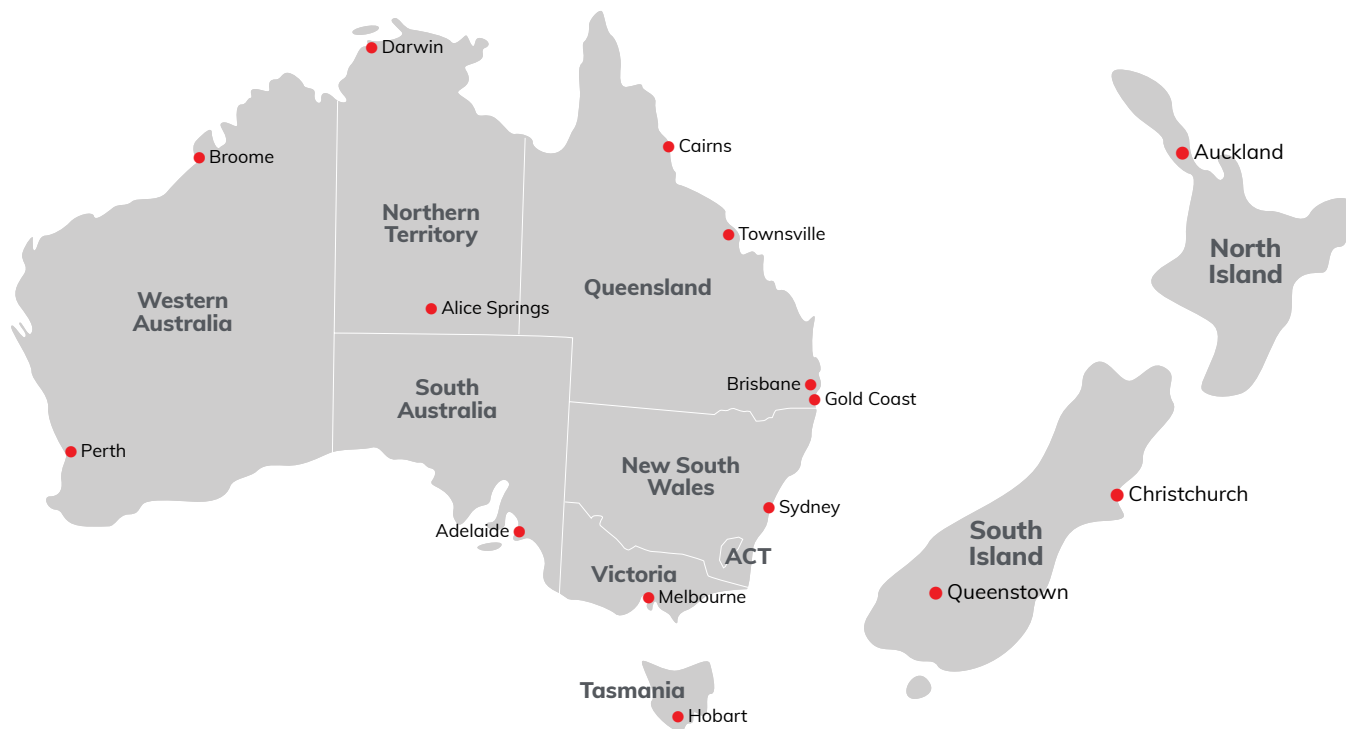 Darwin
Broome
Cairns
Auckland
Northern
Territory
Townsville
North
Island
Queensland
Western
Australia
Alice Springs
South
Australia
Brisbane
Gold Coast
Perth
New South
Wales
Christchurch
Sydney
Adelaide
South
Island
ACT
Victoria
Queenstown
Melbourne
Tasmania
Hobart